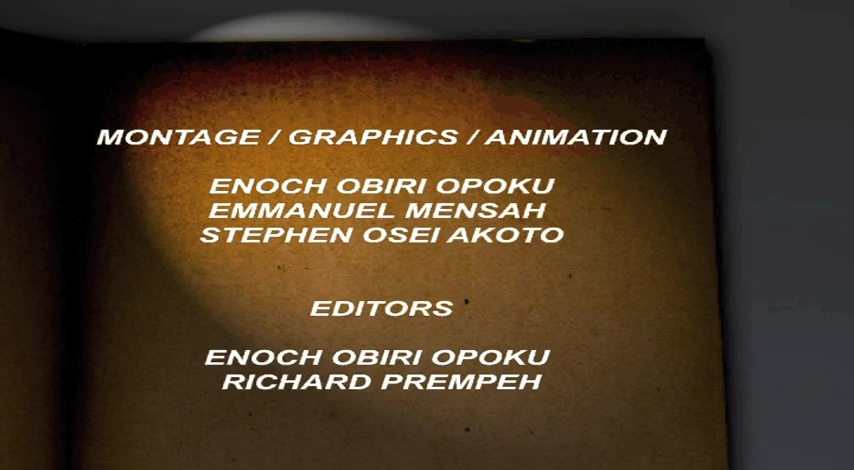 MONTAGE / GRAPHICS / ANIMATION
ENOCH OBIRI OPOKU
EMMANUEL MENSAH
STEPHEN OSEI AKOTO
EDITORS
ENOCH OBIRI OPOKU
RICHARD PREMPEH